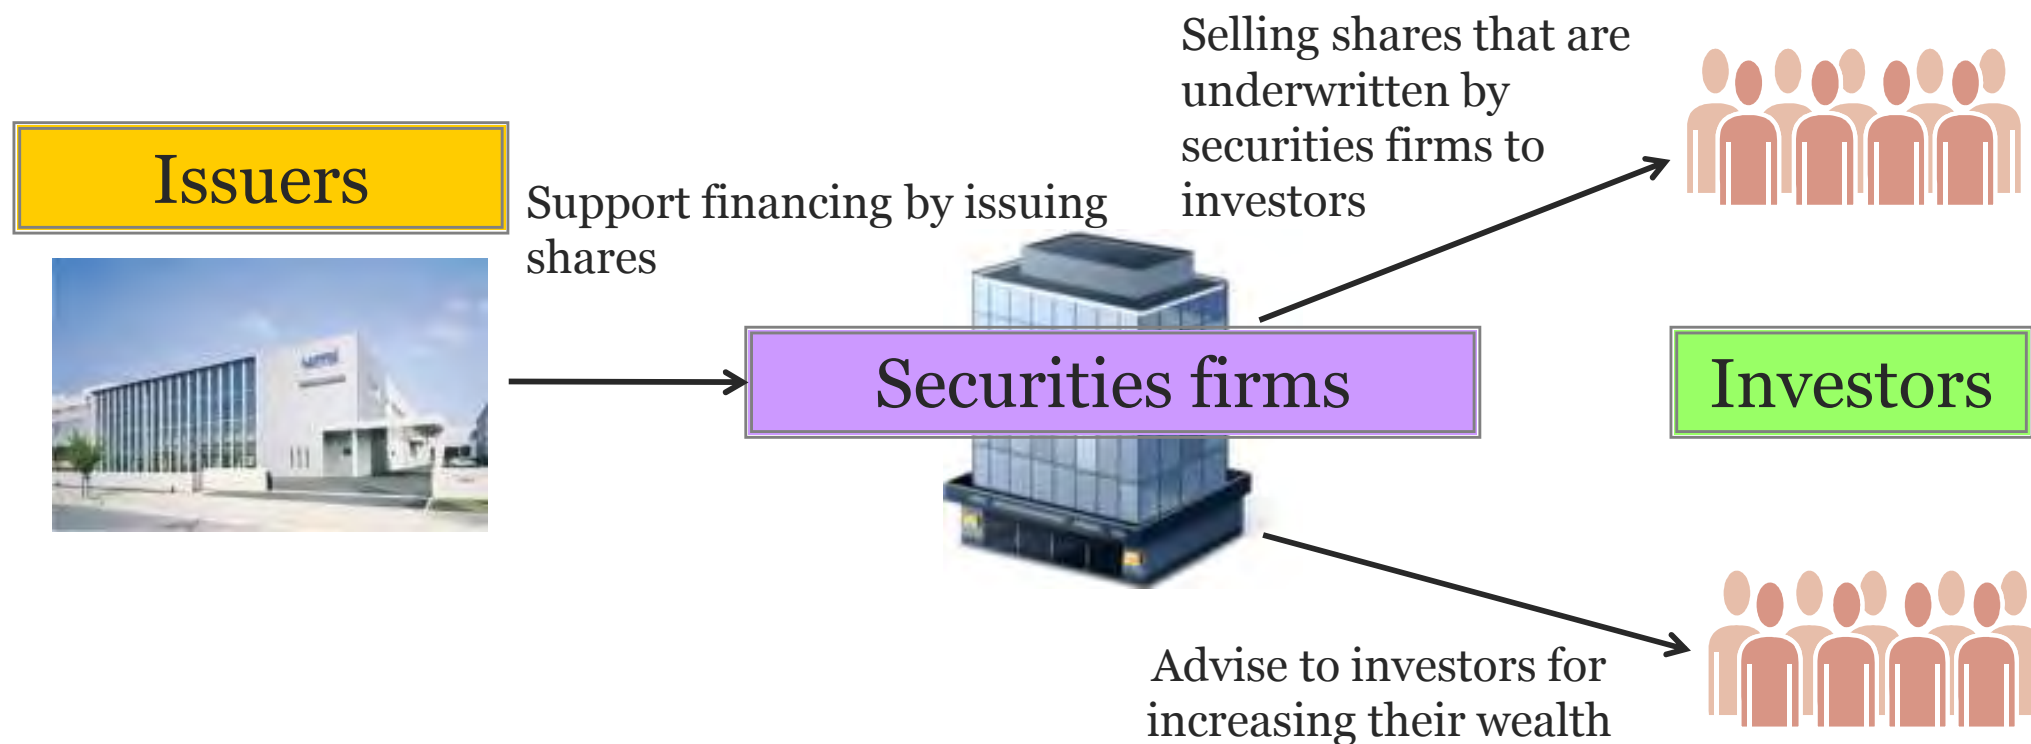 Issuers
Support financing by issuing
shares
Selling shares that are
underwritten by
securities firms to
investors
Securities firms
Investors
Advise to investors for
increasing their wealth